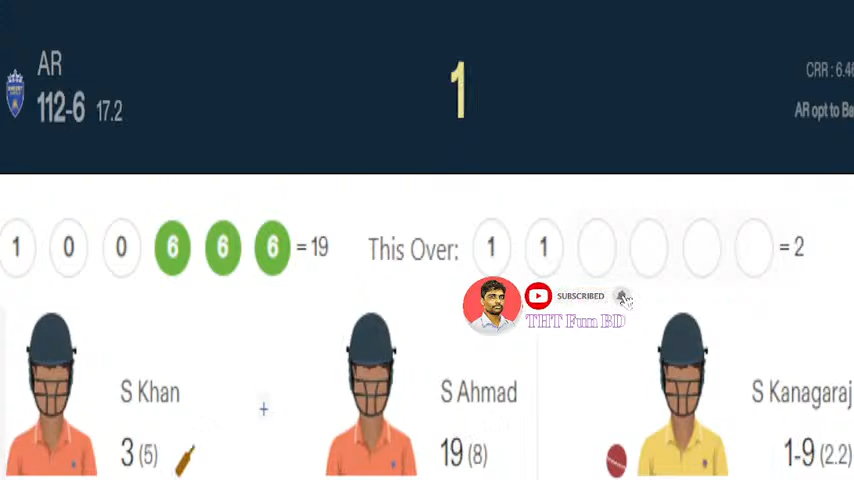 AR
112-6 17.2
1
CRR : 6.46
AR opt to Ba
1 0 0 6 6 6 = 19 This Over: 1 1 = 2
SUBSCRIBED
THT Fun BD
S Khan
3 (5)
S Ahmad
19 (8)
S Kanagaraj
1-9 (2.2)